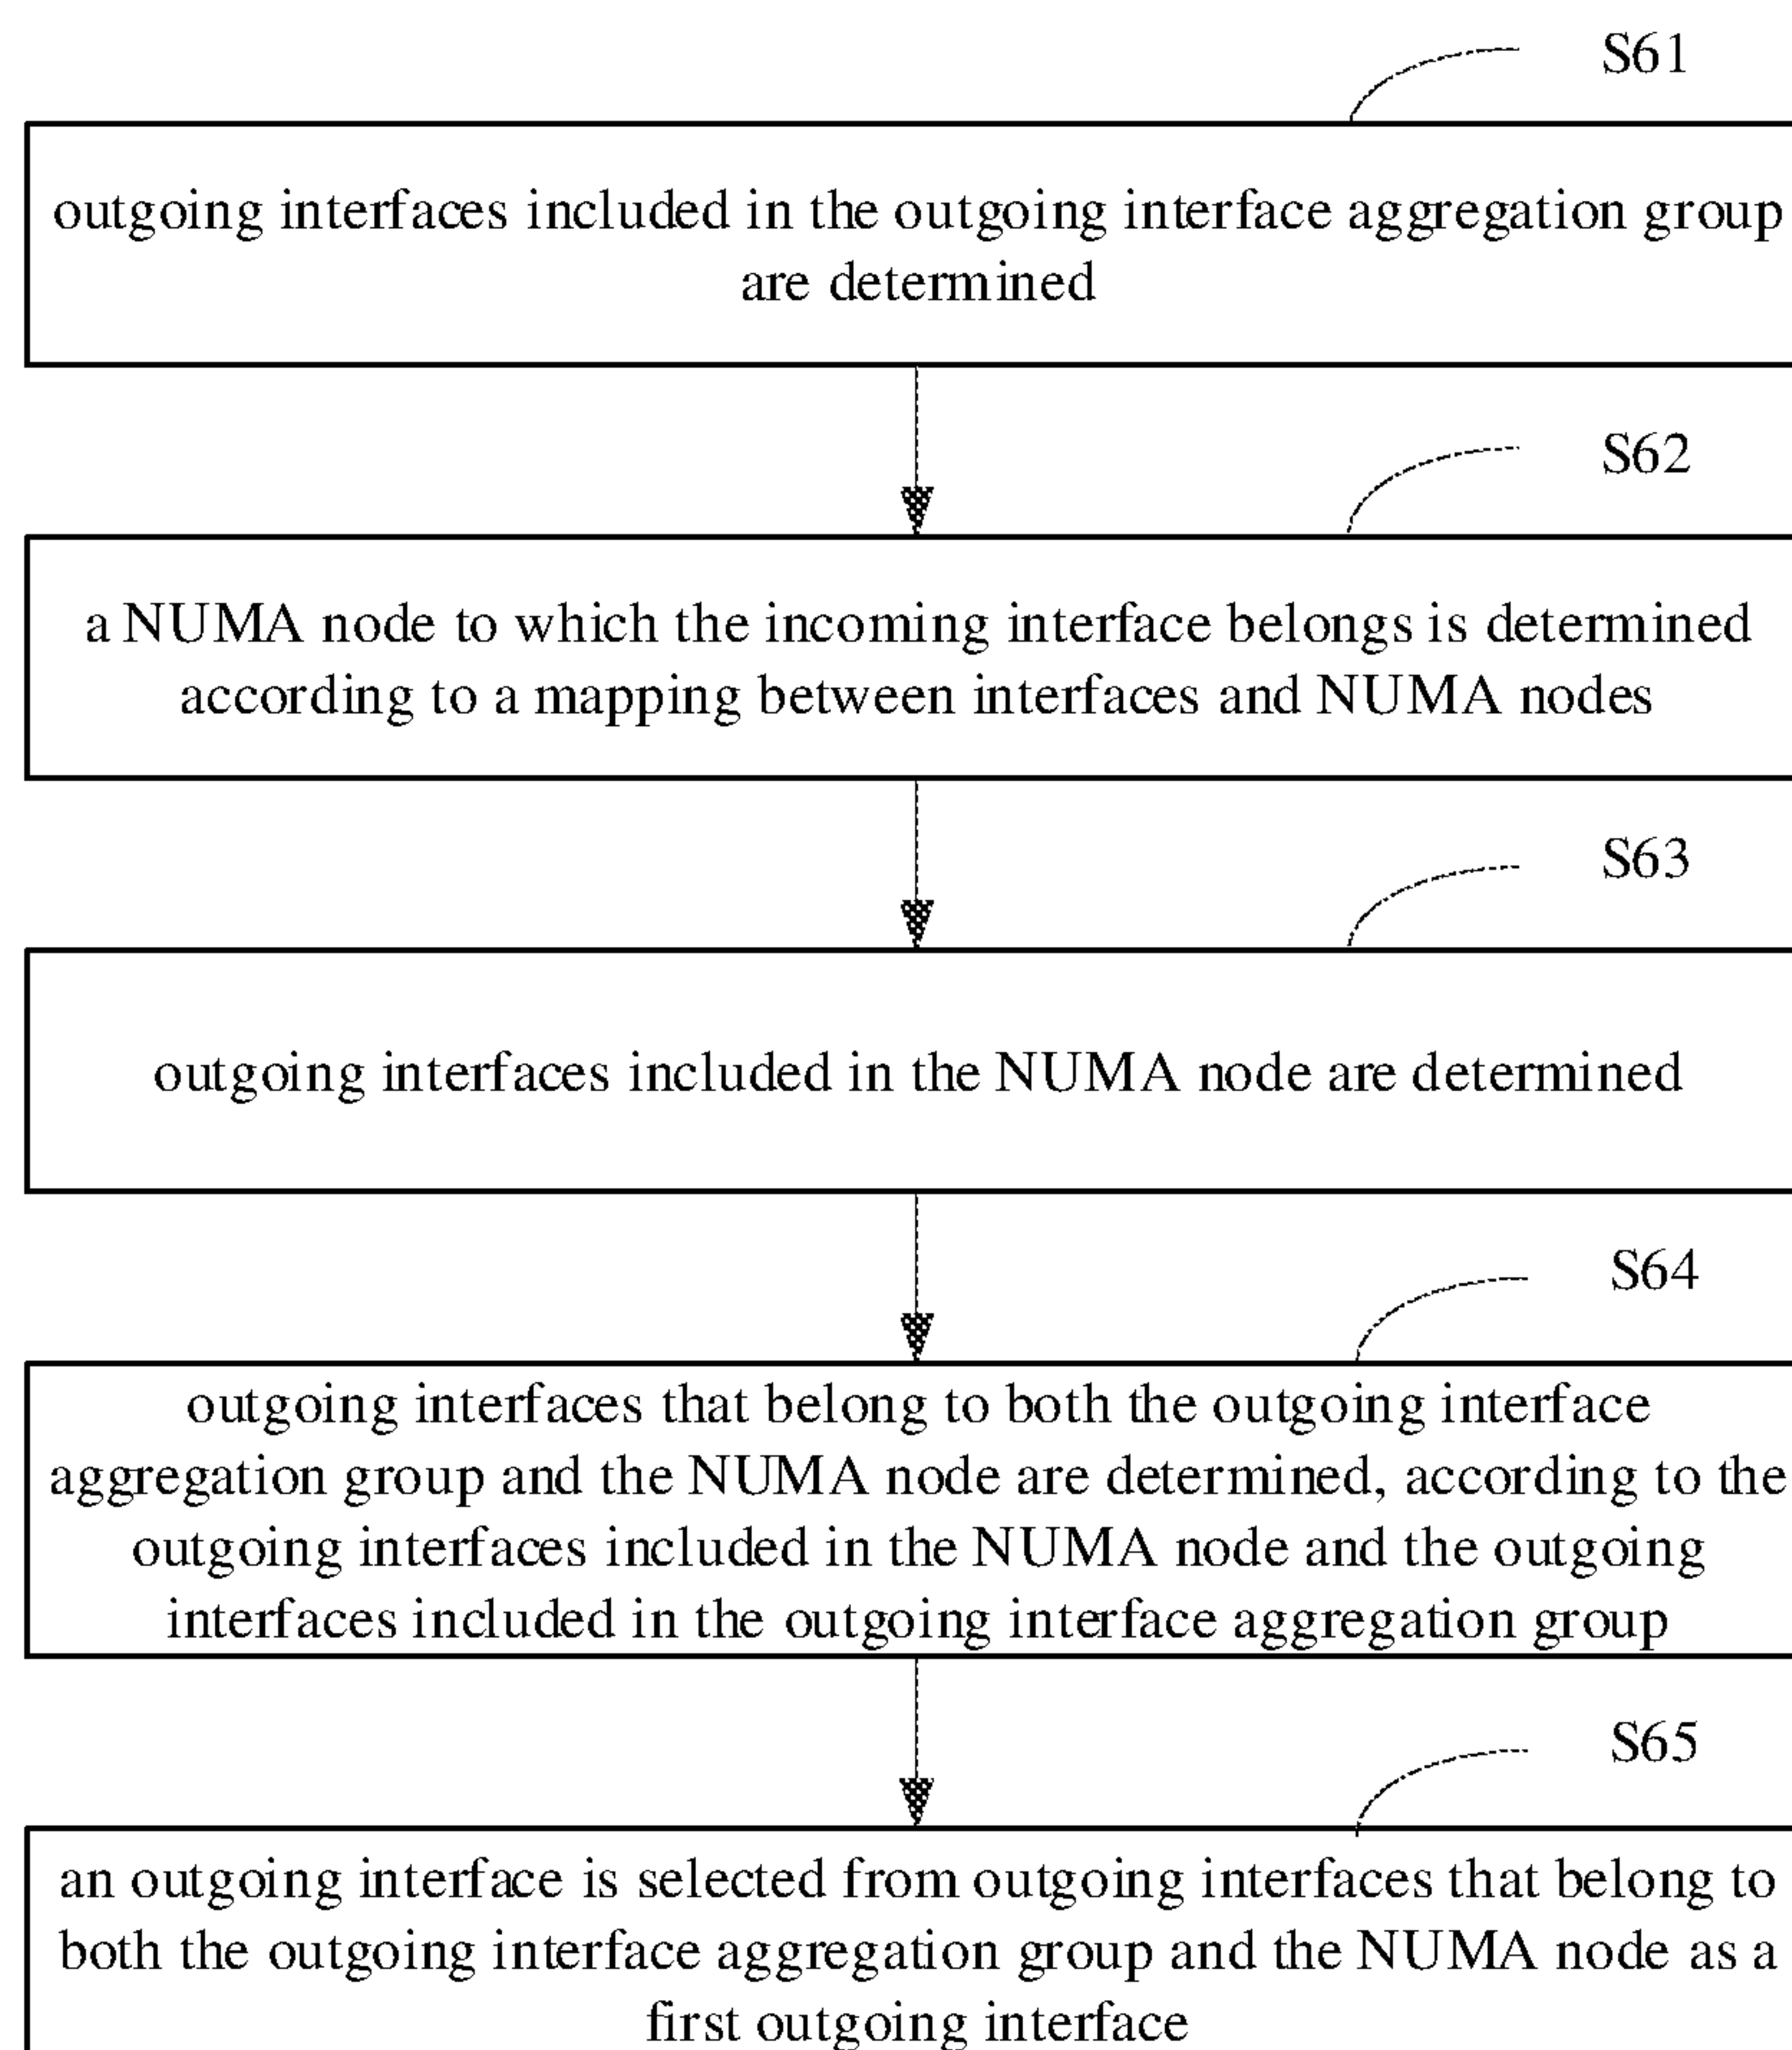 S61
outgoing interfaces included in the outgoing interface aggregation group
are determined
S62
a NUMA node to which the incoming interface belongs is determined
according to a mapping between interfaces and NUMA nodes
S63
outgoing interfaces included in the NUMA node are determined
S64
outgoing interfaces that belong to both the outgoing interface
aggregation group and the NUMA node are determined, according to the
outgoing interfaces included in the NUMA node and the outgoing
interfaces included in the outgoing interface aggregation group
S65
an outgoing interface is selected from outgoing interfaces that belong to
both the outgoing interface aggregation group and the NUMA node as a
first outgoing interface